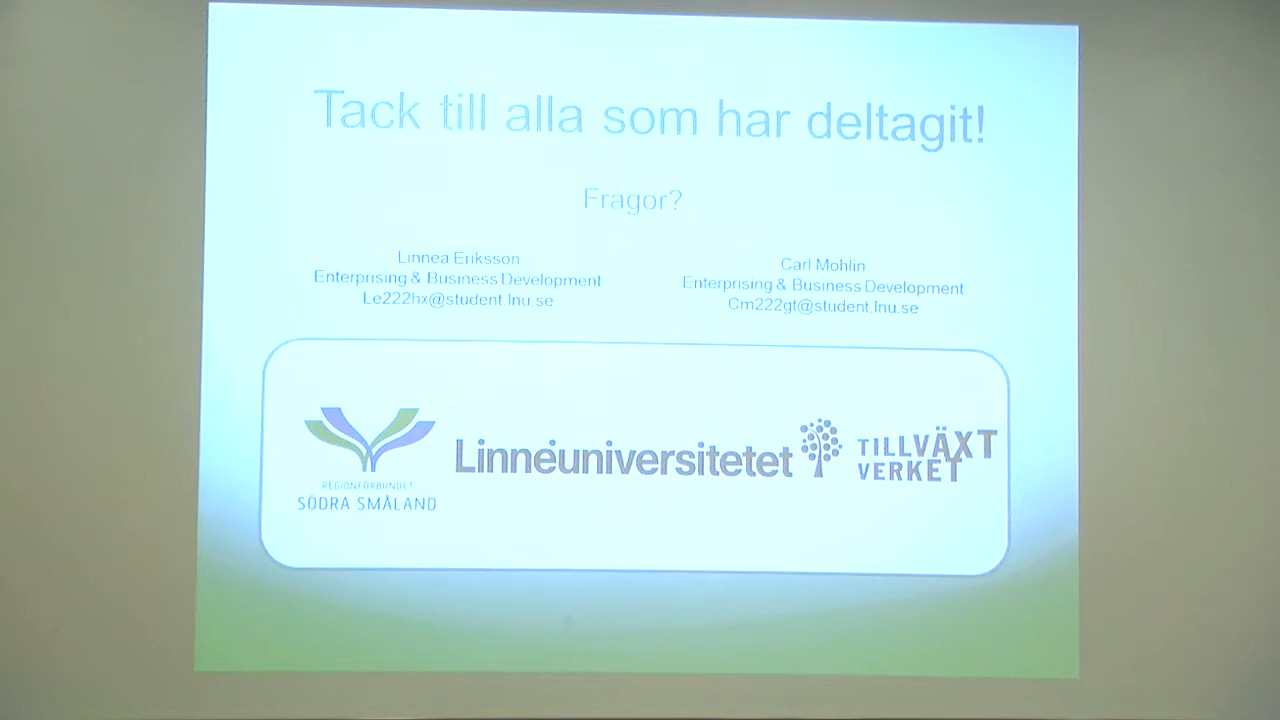 Tack till alla som har deltagit!
Frågor?
Linnea Eriksson
Enterprising & Business Development
Le222hx@student.lnu.se
Carl Mohlin
Enterprising & Business Development
Cm222gt@student.lnu.se
REGIONFÖRBUNDET
SÖDRA SMÅLAND
Linnéuniversitetet
TILLVÄXT
VERKET